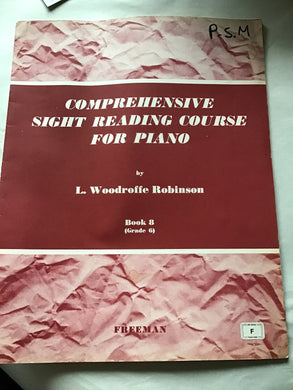 P.S.M
COMPREHENSIVE
SIGHT READING COURSE
FOR PIANO
by
L. Woodroffe Robinson
Book 8
(Grade 6)
FREEMAN
F